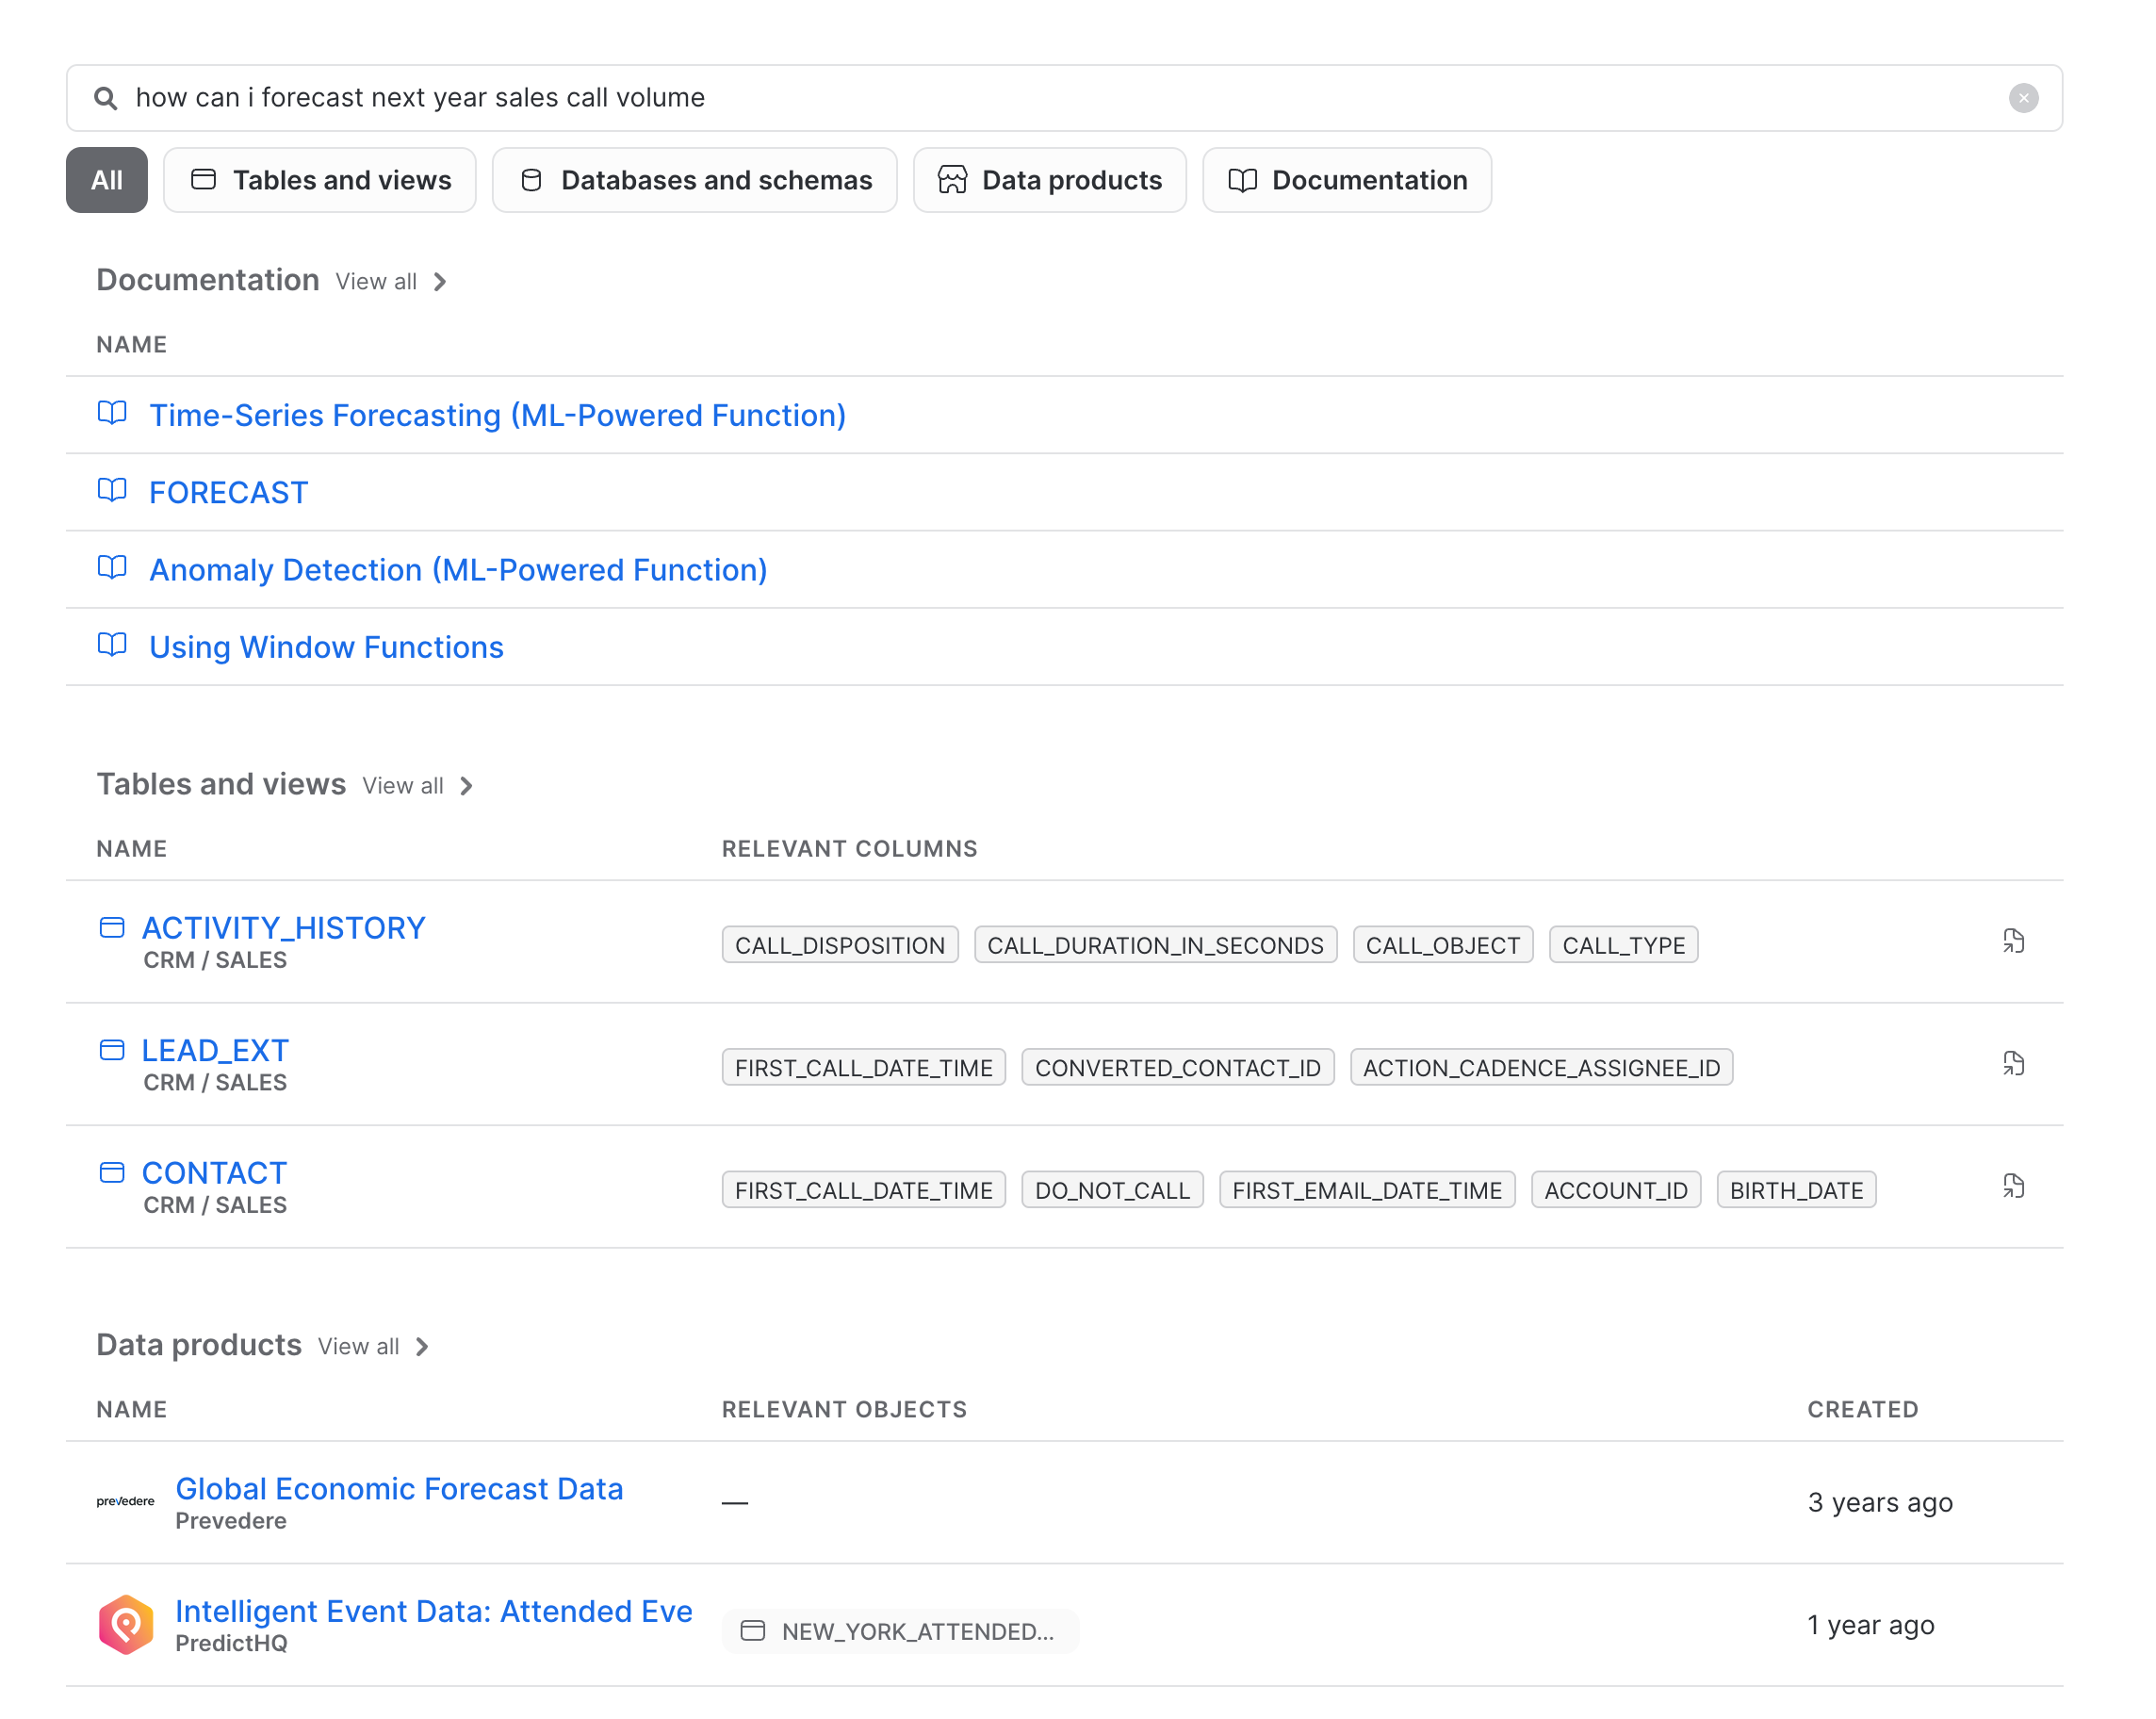 how can i forecast next year sales call volume
All Tables and views Databases and schemas Data products Documentation
Documentation View all
NAME
Time-Series Forecasting (ML-Powered Function)
FORECAST
Anomaly Detection (ML-Powered Function)
Using Window Functions
Tables and views View all
NAME RELEVANT COLUMNS
ACTIVITY_HISTORY
CRM / SALES
CALL_DISPOSITION CALL_DURATION_IN_SECONDS CALL_OBJECT CALL_TYPE
LEAD_EXT
CRM / SALES
FIRST_CALL_DATE_TIME CONVERTED_CONTACT_ID ACTION_CADENCE_ASSIGNEE_ID
CONTACT
CRM / SALES
FIRST_CALL_DATE_TIME DO_NOT_CALL FIRST_EMAIL_DATE_TIME ACCOUNT_ID BIRTH_DATE
Data products View all
NAME RELEVANT OBJECTS CREATED
prevedere
Global Economic Forecast Data
Prevedere
— 3 years ago
Intelligent Event Data: Attended Eve
PredictHQ
NEW_YORK_ATTENDED... 1 year ago